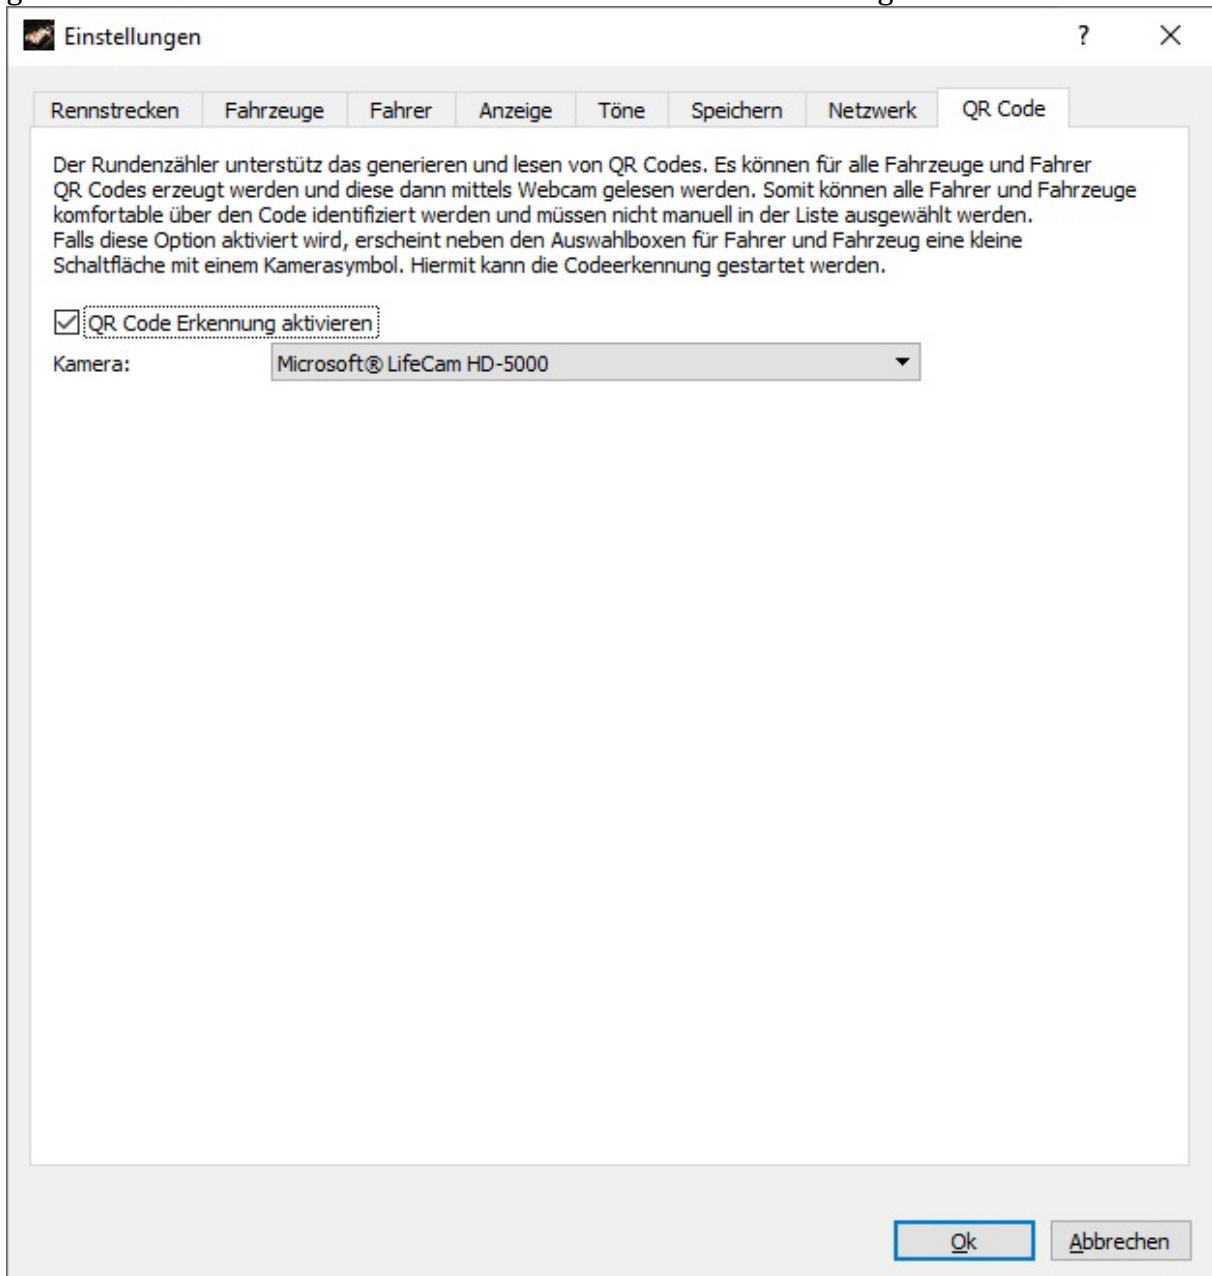 Einstellungen
?
Rennstrecken Fahrzeuge Fahrer Anzeige Töne Speichern Netzwerk QR Code
Der Rundenzähler unterstütz das generieren und lesen von QR Codes. Es können für alle Fahrzeuge und Fahrer
QR Codes erzeugt werden und diese dann mittels Webcam gelesen werden. Somit können alle Fahrer und Fahrzeuge
komfortable über den Code identifiziert werden und müssen nicht manuell in der Liste ausgewählt werden.
Falls diese Option aktiviert wird, erscheint neben den Auswahlboxen für Fahrer und Fahrzeug eine kleine
Schaltfläche mit einem Kamerasymbol. Hiermit kann die Codeerkennung gestartet werden.
QR Code Erkennung aktivieren
Kamera: Microsoft® LifeCam HD-5000
Ok Abbrechen